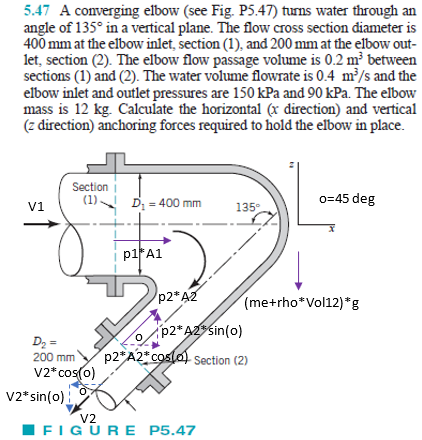 5.47 A converging elbow (see Fig. P5.47) turns water through an
angle of 135° in a vertical plane. The flow cross section diameter is
400 mm at the elbow inlet, section (1), and 200 mm at the elbow out-
let, section (2). The elbow flow passage volume is 0.2 m³ between
sections (1) and (2). The water volume flowrate is 0.4 m³/s and the
elbow inlet and outlet pressures are 150 kPa and 90 kPa. The elbow
mass is 12 kg. Calculate the horizontal (x direction) and vertical
(z direction) anchoring forces required to hold the elbow in place.
z
Section
(1)
D₁ = 400 mm
135°
o=45 deg
V1
x
p1*A1
p2*A2
(me+rho*Vol12)*g
o
p2*A2*sin(o)
D₂ =
200 mm
p2*A2*cos(o)
Section (2)
V2*cos(o)
V2*sin(o)
o
V2
FIGURE P5.47